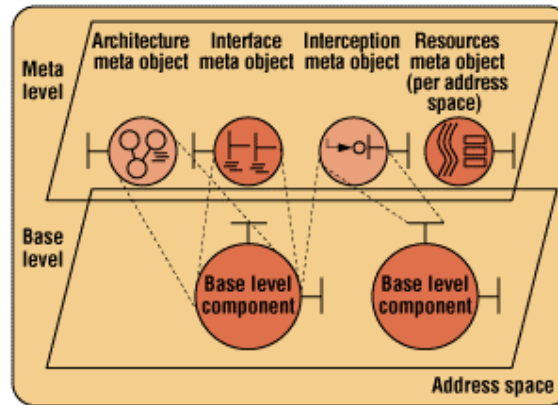 Architecture
meta object
Interface
meta object
Interception
meta object
Resources
meta object
(per address
space)
Meta
level
Base
level
Base level
component
Base level
component
Address space